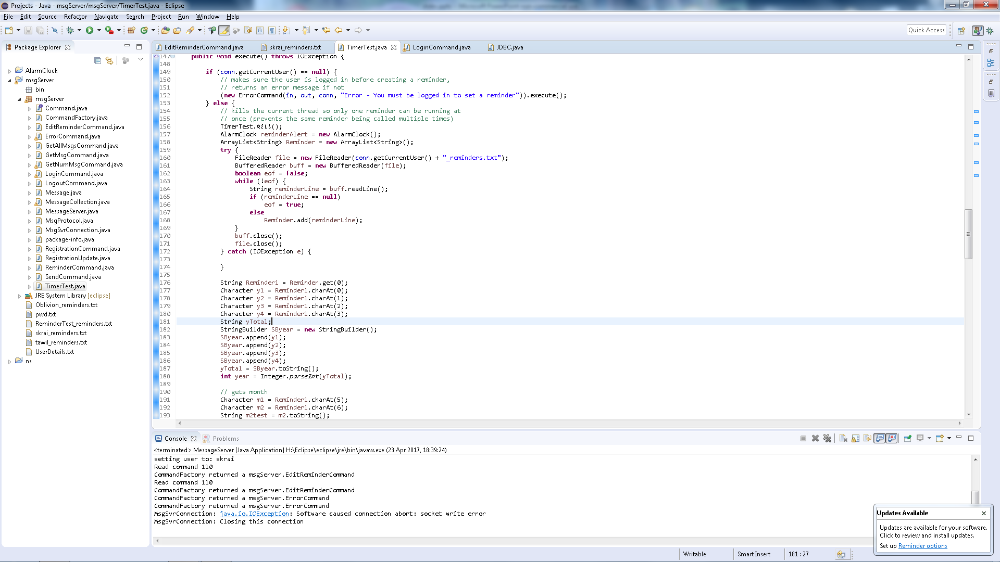 Projects - Java - msgServer/msgServer/TimerTest.java - Eclipse
File Edit Source Refactor Navigate Search Project Run Window Help
Quick Access
Package Explorer
AlarmClock
msgServer
bin
msgServer
Command.java
CommandFactory.java
EditReminderCommand.java
ErrorCommand.java
GetAllMsgsCommand.java
GetMsgCommand.java
GetNumMsgCommand.java
LoginCommand.java
LogoutCommand.java
Message.java
MessageCollection.java
MessageServer.java
MsgProtocol.java
MsgSvrConnection.java
package-info.java
RegistrationCommand.java
RegistrationUpdate.java
ReminderCommand.java
SendCommand.java
TimerTest.java
JRE System Library [eclipse]
Oblivion_reminders.txt
pwd.txt
ReminderTest_reminders.txt
skrai_reminders.txt
tawil_reminders.txt
UserDetails.txt
ns
EditReminderCommand.java skrai_reminders.txt TimerTest.java LoginCommand.java JDBC.java
147 public void execute() throws IOException {
148
149 if (conn.getCurrentUser() == null) {
150 // makes sure the user is logged in before creating a reminder,
151 // returns an error message if not
152 (new ErrorCommand(in, out, conn, "Error - You must be logged in to set a reminder")).execute();
153 } else {
154 // kills the current thread so only one reminder can be running at
155 // once (prevents the same reminder being called multiple times)
156 TimerTest.kill();
157 AlarmClock reminderAlert = new AlarmClock();
158 ArrayList<String> Reminder = new ArrayList<String>();
159 try {
160 FileReader file = new FileReader(conn.getCurrentUser() + "_reminders.txt");
161 BufferedReader buff = new BufferedReader(file);
162 boolean eof = false;
163 while (!eof) {
164 String reminderLine = buff.readLine();
165 if (reminderLine == null)
166 eof = true;
167 else
168 Reminder.add(reminderLine);
169 }
170 buff.close();
171 file.close();
172 } catch (IOException e) {
173
174 }
175
176 String Reminder1 = Reminder.get(0);
177 Character y1 = Reminder1.charAt(0);
178 Character y2 = Reminder1.charAt(1);
179 Character y3 = Reminder1.charAt(2);
180 Character y4 = Reminder1.charAt(3);
181 String yTotal;
182 StringBuilder SByear = new StringBuilder();
183 SByear.append(y1);
184 SByear.append(y2);
185 SByear.append(y3);
186 SByear.append(y4);
187 yTotal = SByear.toString();
188 int year = Integer.parseInt(yTotal);
189
190 // gets month
191 Character m1 = Reminder1.charAt(5);
192 Character m2 = Reminder1.charAt(6);
193 String m2test = m2.toString();
Console Problems
<terminated> MessageServer [Java Application] H:\Eclipse\eclipse\jre\bin\javaw.exe (23 Apr 2017, 18:39:24)
setting user to: skrai
Read command 110
CommandFactory returned a msgServer.EditReminderCommand
Read command 110
CommandFactory returned a msgServer.EditReminderCommand
CommandFactory returned a msgServer.ErrorCommand
CommandFactory returned a msgServer.ErrorCommand
MsgSvrConnection: java.io.IOException: Software caused connection abort: socket write error
MsgSvrConnection: Closing this connection
Updates Available
Updates are available for your software.
Click to review and install updates.
Set up Reminder options
Writable Smart Insert 181 : 27